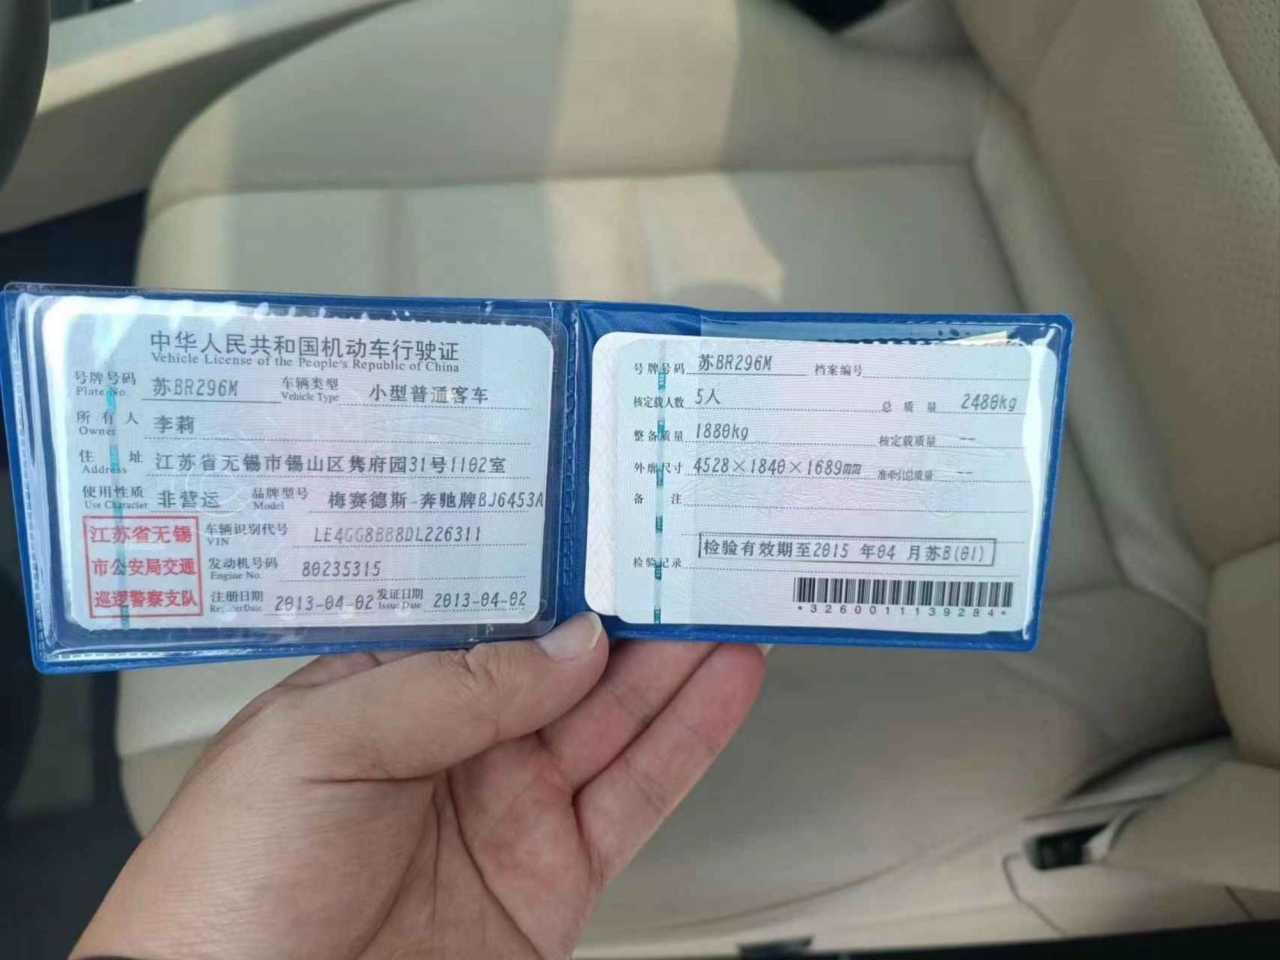 中华人民共和国机动车行驶证
Vehicle License of the People's Republic of China
号牌号码 苏BR296M 车辆类型 小型普通客车
Plate No. Vehicle Type
所有人 李莉
Owner
住址 江苏省无锡市锡山区隽府园31号1102室
Address
使用性质 非营运 品牌型号 梅赛德斯-奔驰牌BJ6453A
Use Character Model
江苏省无锡
市公安局交通
巡逻警察支队
车辆识别代号 LE4GG8BB8DL226311
VIN
发动机号码 80235315
Engine No.
注册日期 2013-04-02 发证日期 2013-04-02
Register Date Issue Date
号牌号码 苏BR296M 档案编号
核定载人数 5人 总质量 2480kg
整备质量 1880kg 核定载质量 --
外廓尺寸 4528×1840×1689mm 准牵引总质量 --
备注
检验记录 检验有效期至2015 年04 月苏B(01)
*3260011139284*